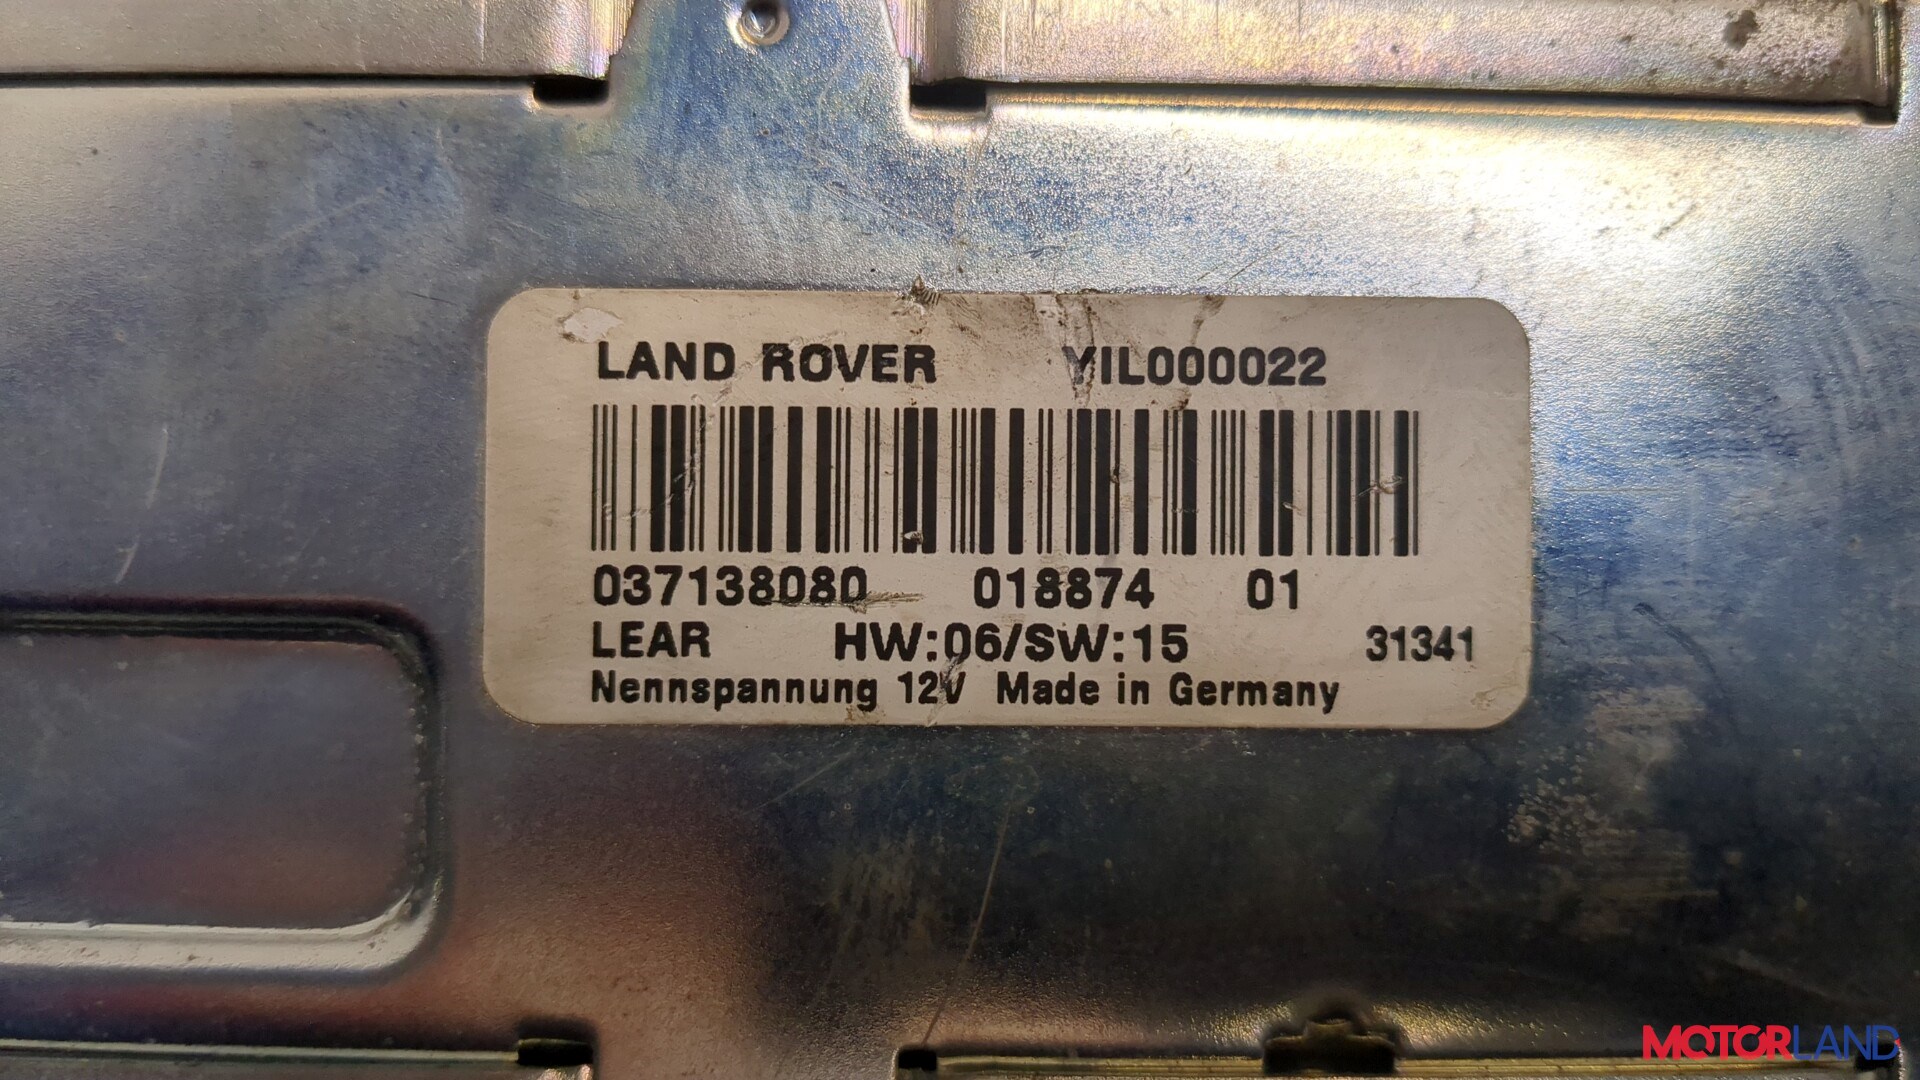 LAND ROVER YIL000022
037138080 018874 01
LEAR HW:06/SW:15 31341
Nennspannung 12V Made in Germany
MOTORLAND